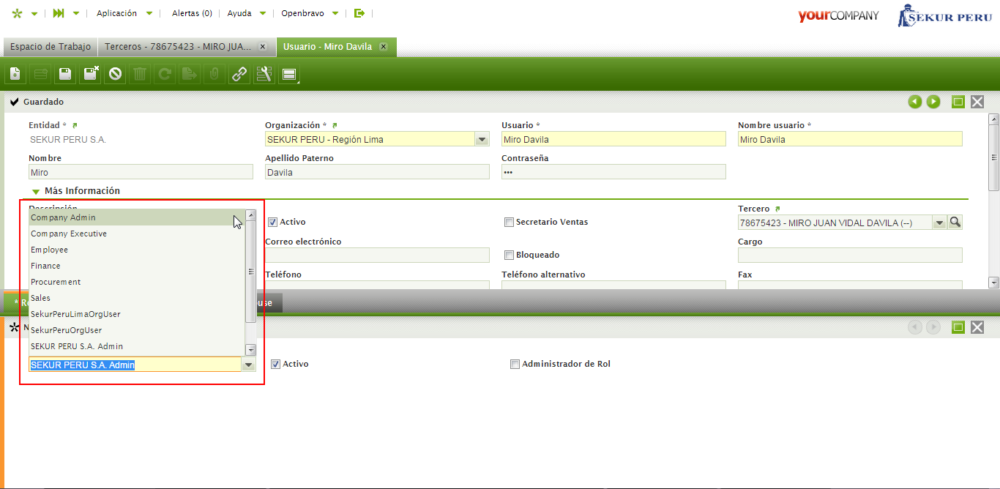 Aplicación Alertas (0) Ayuda Openbravo
yourCOMPANY SEKUR PERU
Espacio de Trabajo Terceros - 78675423 - MIRO JUA... x Usuario - Miro Davila x
Guardado
Entidad * Organización * Usuario * Nombre usuario *
SEKUR PERU S.A. SEKUR PERU - Región Lima Miro Davila Miro Davila
Nombre Apellido Paterno Contraseña
Miro Davila •••
Más Información
Descripción Tercero
Activo Secretario Ventas 78675423 - MIRO JUAN VIDAL DAVILA (--)
Correo electrónico Cargo
Bloqueado
Teléfono Teléfono alternativo Fax
Company Admin
Company Executive
Employee
Finance
Procurement
Sales
SekurPeruLimaOrgUser
SekurPeruOrgUser
SEKUR PERU S.A. Admin
SEKUR PERU S.A. Admin Activo Administrador de Rol